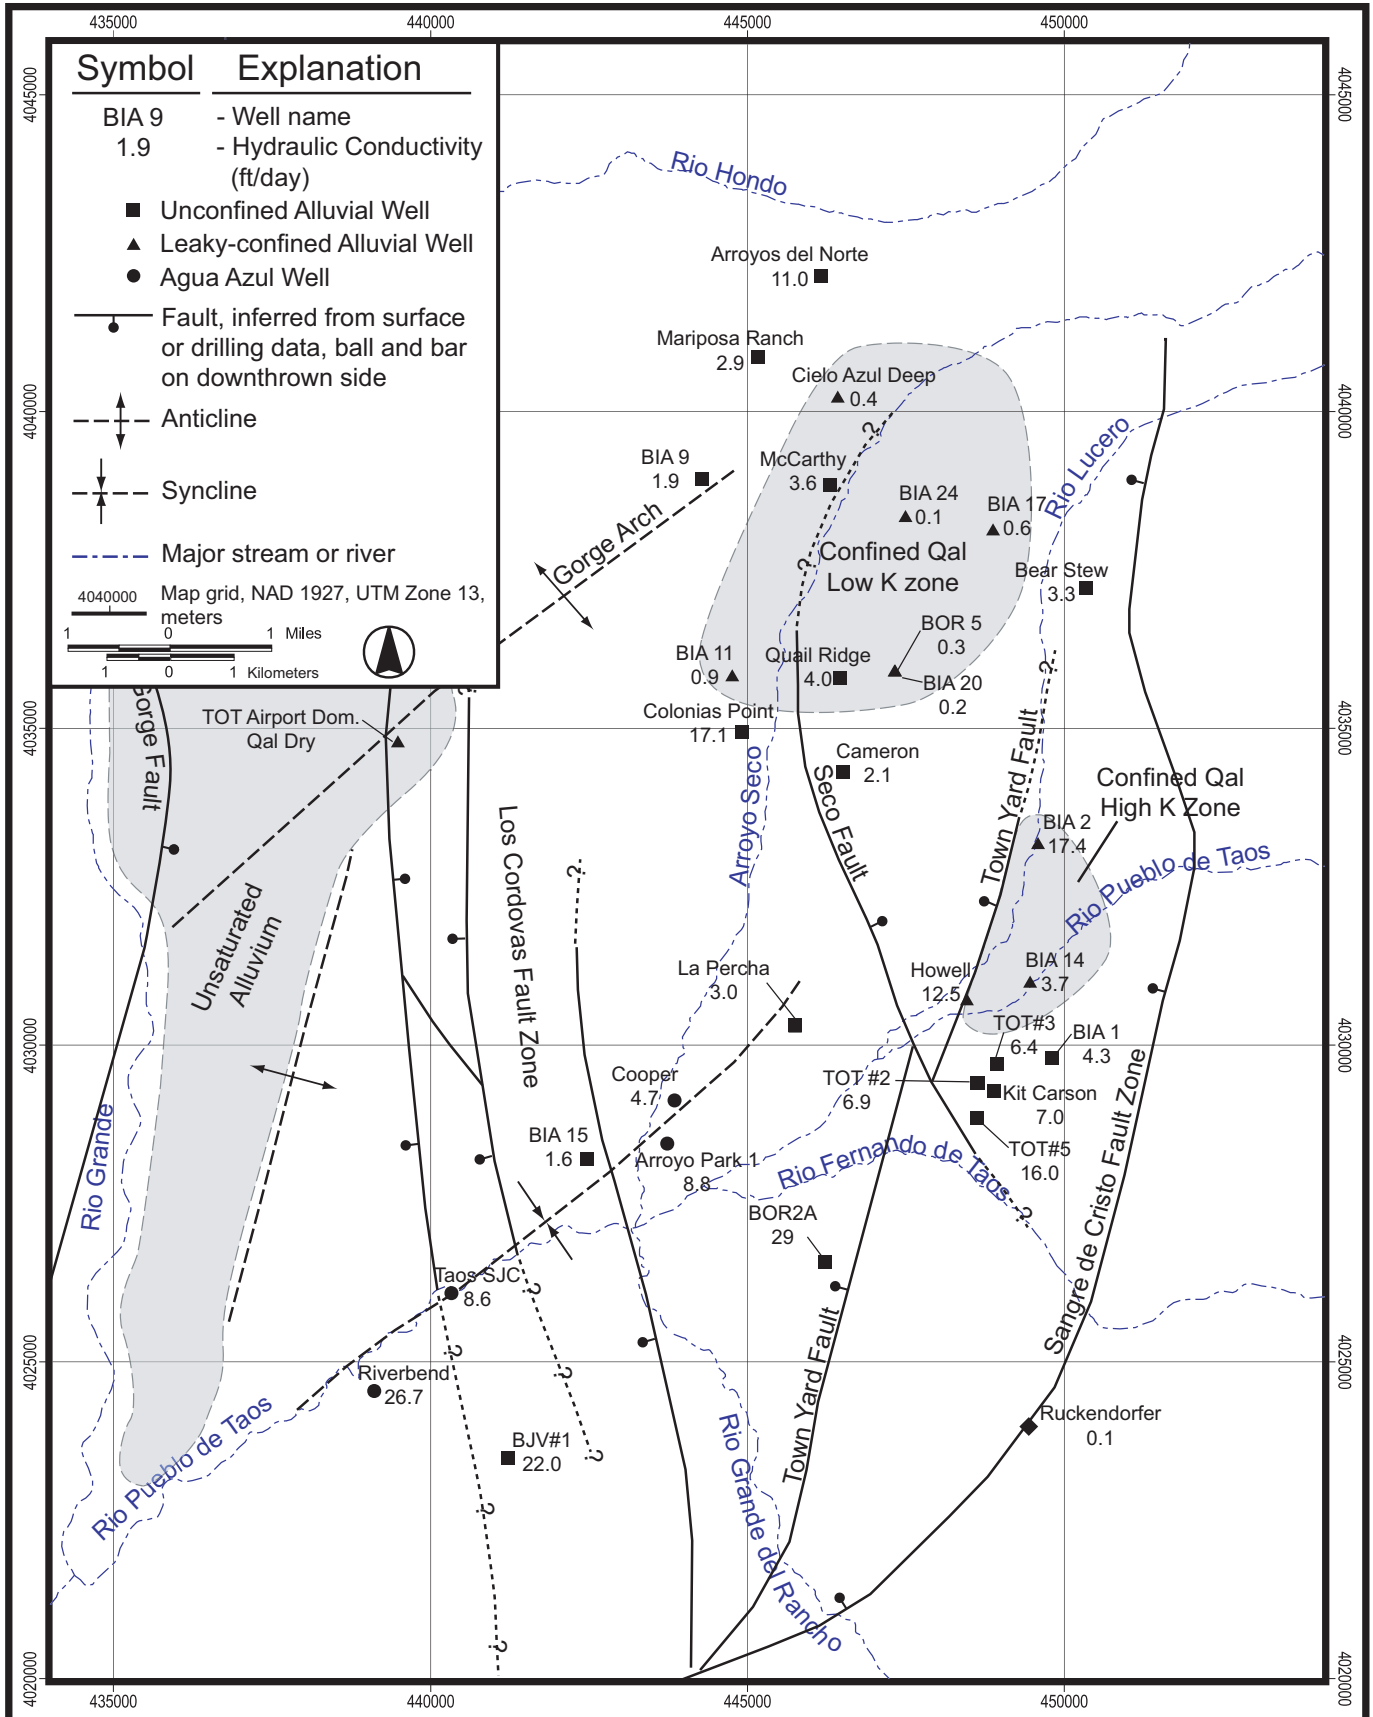 435000 440000 445000 450000
4045000
4045000
Symbol Explanation
BIA 9 - Well name
1.9 - Hydraulic Conductivity
(ft/day)
Unconfined Alluvial Well
Leaky-confined Alluvial Well
Agua Azul Well
Fault, inferred from surface
or drilling data, ball and bar
on downthrown side
Anticline
Syncline
Major stream or river
4040000 Map grid, NAD 1927, UTM Zone 13,
meters
1 0 1 Miles
1 0 1 Kilometers
Rio Hondo
Arroyos del Norte
11.0
Mariposa Ranch
2.9
Cielo Azul Deep
0.4
4040000
4040000
?
Rio Lucero
BIA 9
1.9
McCarthy
3.6
BIA 24
0.1
BIA 17
0.6
Gorge Arch
?
Confined Qal
Low K zone
Bear Stew
3.3
BOR 5
0.3
BIA 11
0.9
Quail Ridge
4.0
BIA 20
0.2
?
?
Gorge Fault
TOT Airport Dom.
Qal Dry
Colonias Point
17.1
4035000
4035000
Cameron
2.1
Arroyo Seco
Seco Fault
Town Yard Fault
Confined Qal
High K Zone
BIA 2
17.4
Rio Pueblo de Taos
Los Cordovas Fault Zone
?
Unsaturated
Alluvium
La Percha
3.0
Howell
12.5
BIA 14
3.7
TOT#3
6.4
BIA 1
4.3
4030000
4030000
Cooper
4.7
TOT #2
6.9
Kit Carson
7.0
BIA 15
1.6
Arroyo Park 1
8.8
TOT#5
16.0
Rio Fernando de Taos
?
Rio Grande
BOR2A
29
Sangre de Cristo Fault Zone
Taos SJC
8.6
?
?
?
Town Yard Fault
4025000
4025000
Riverbend
26.7
Ruckendorfer
0.1
Rio Pueblo de Taos
BJV#1
22.0
?
?
Rio Grande del Rancho
?
4020000
4020000
435000 440000 445000 450000